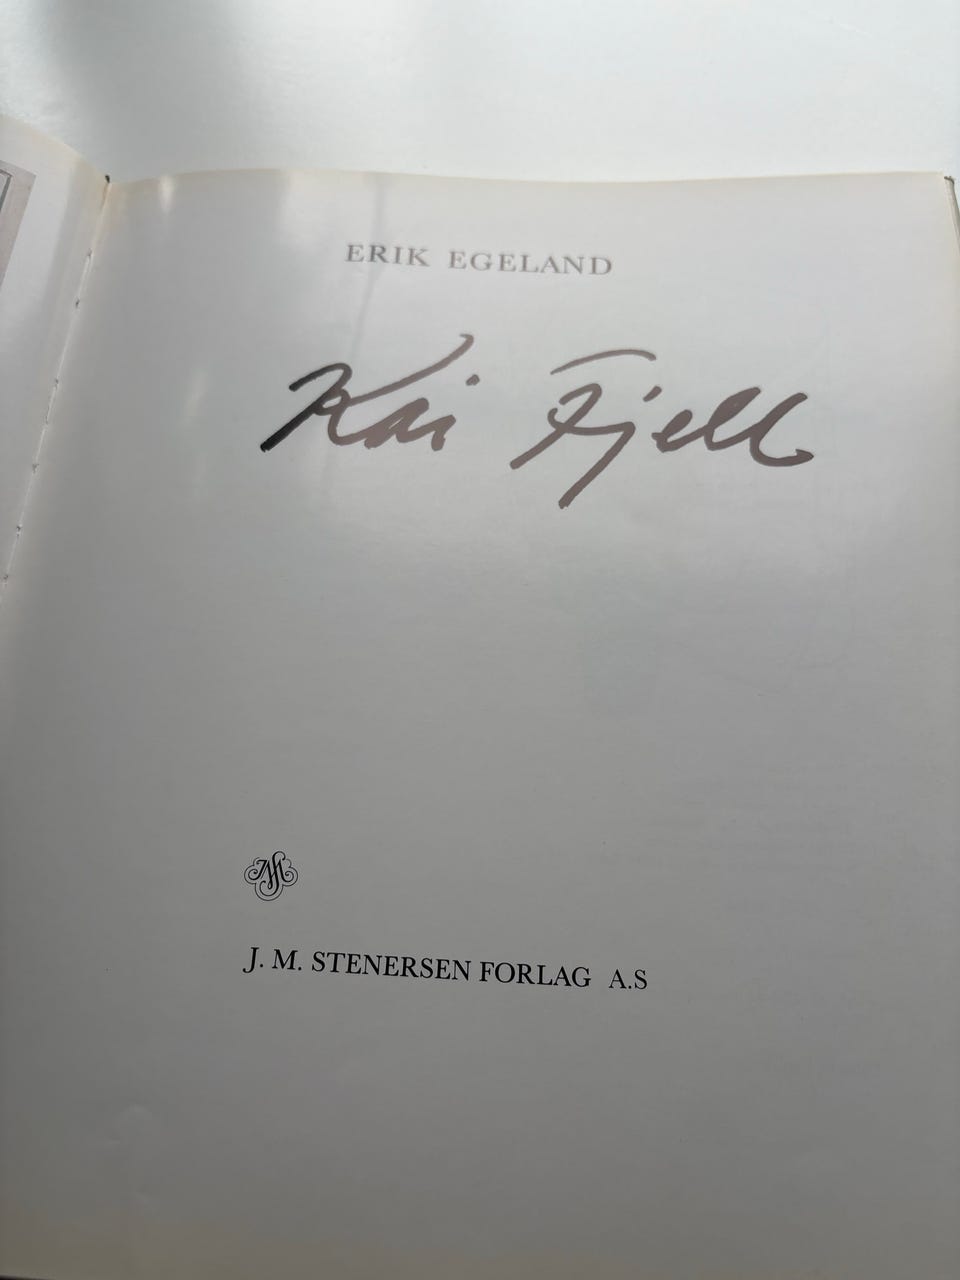 ERIK EGELAND
Kai Fjell
J. M. STENERSEN FORLAG A.S